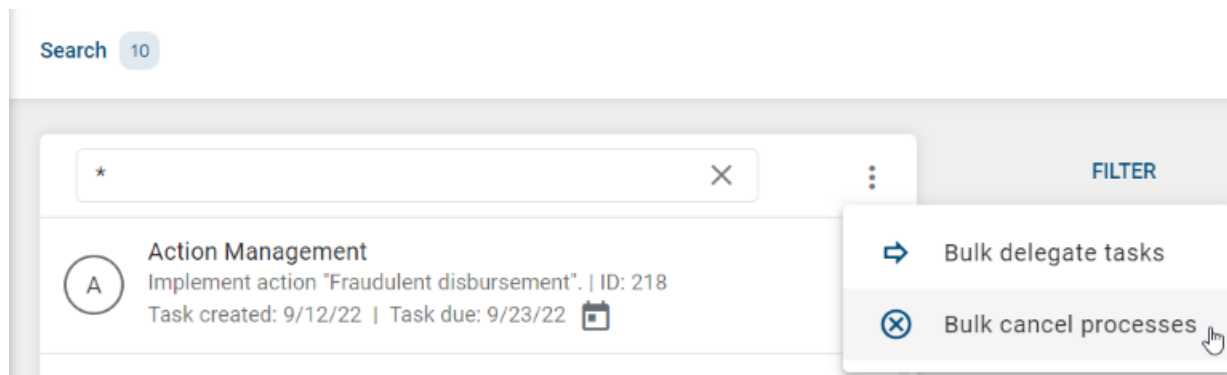 Search 10
*
FILTER
A
Action Management
Implement action "Fraudulent disbursement". | ID: 218
Task created: 9/12/22 | Task due: 9/23/22
Bulk delegate tasks
Bulk cancel processes